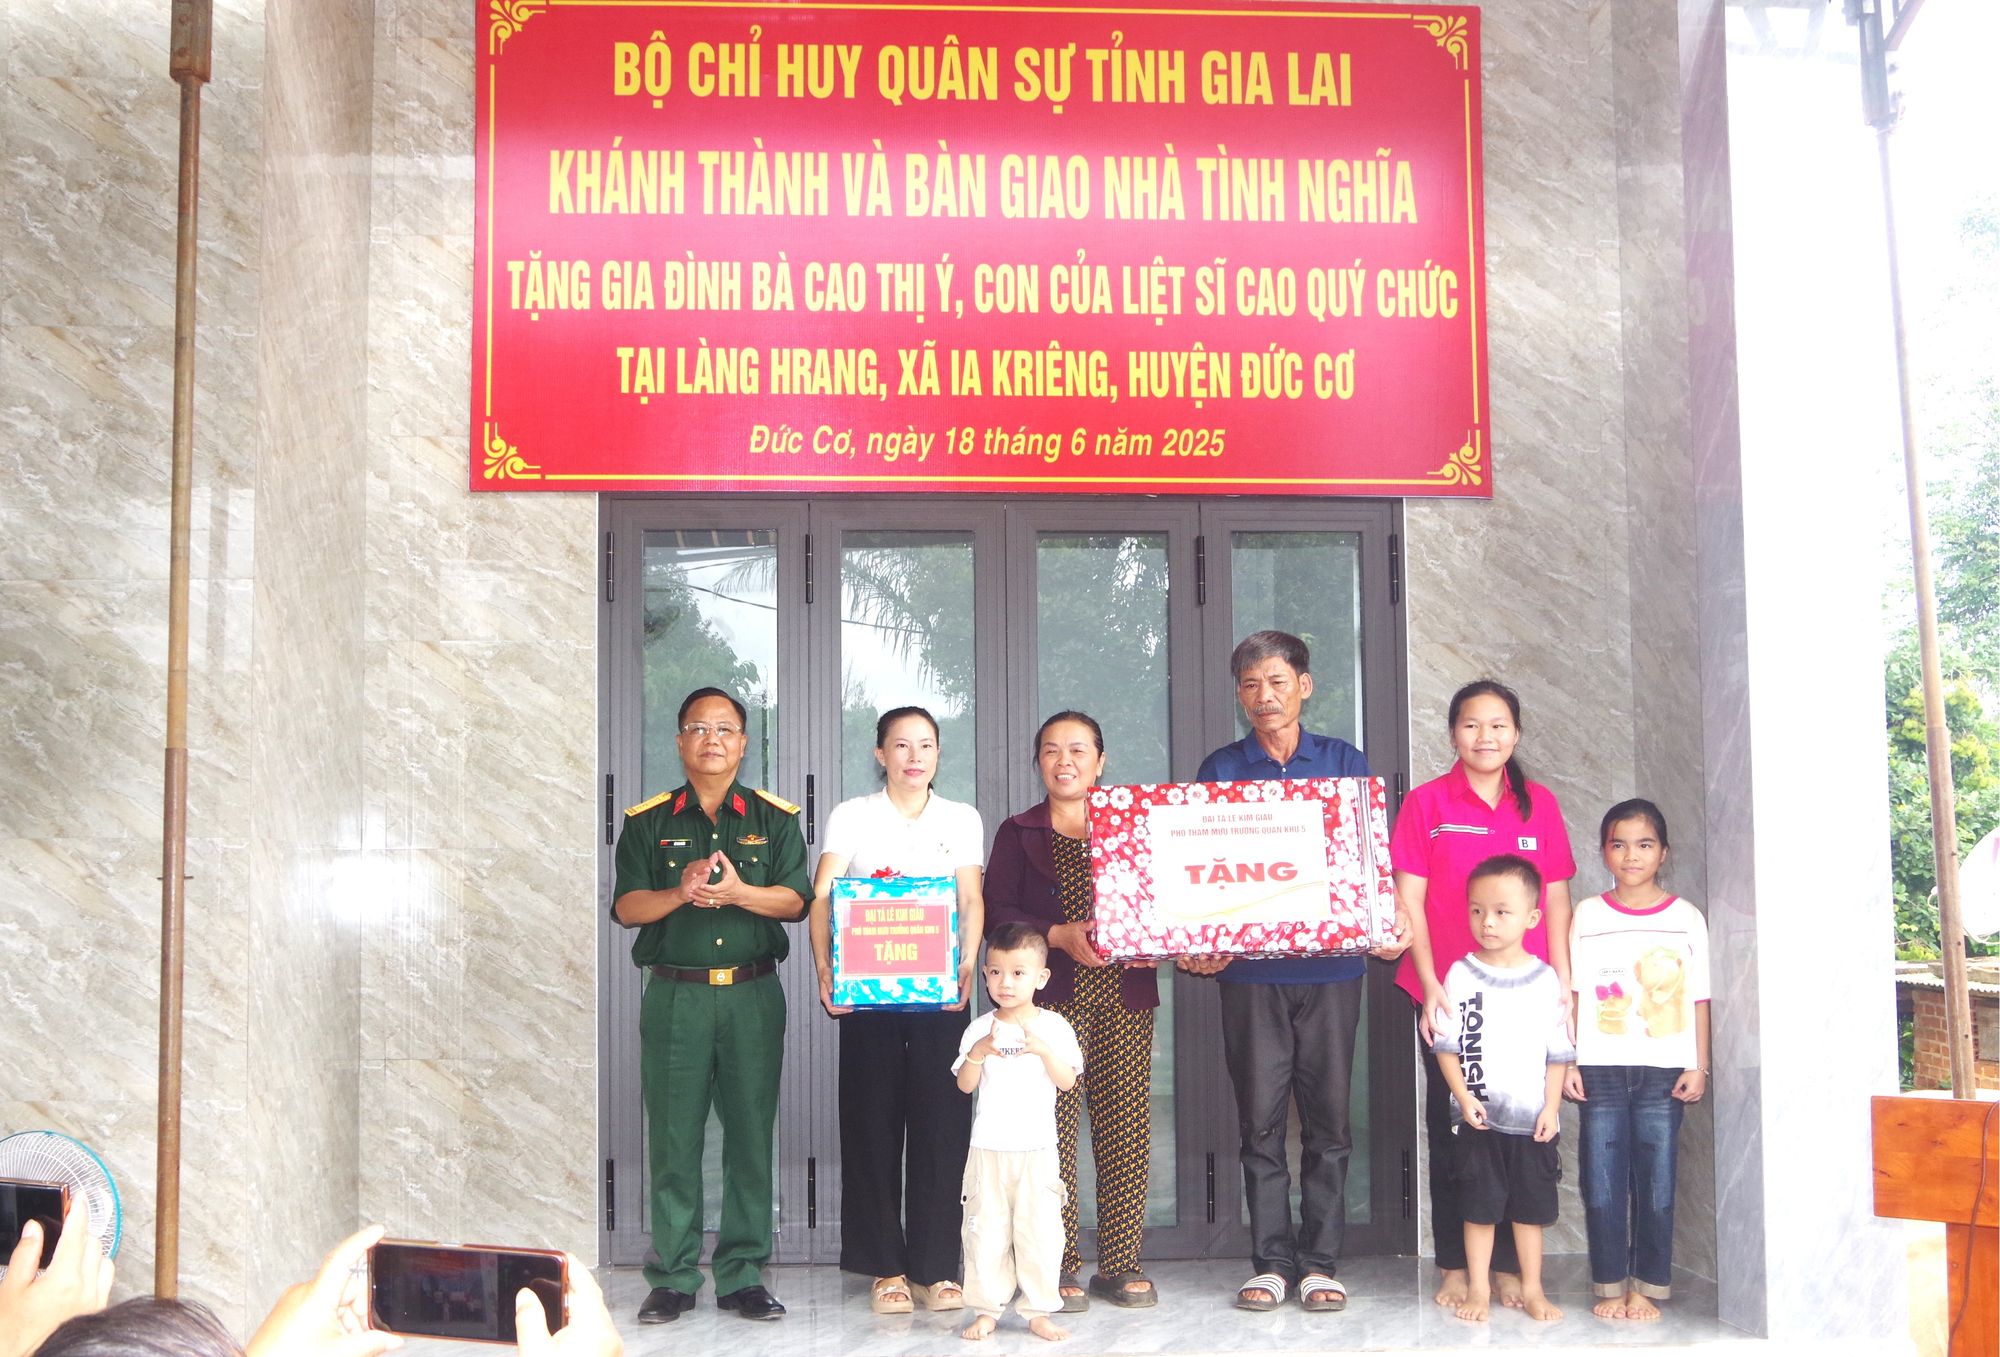 BỘ CHỈ HUY QUÂN SỰ TỈNH GIA LAI
KHÁNH THÀNH VÀ BÀN GIAO NHÀ TÌNH NGHĨA
TẶNG GIA ĐÌNH BÀ CAO THỊ Ý, CON CỦA LIỆT SĨ CAO QUÝ CHỨC
TẠI LÀNG HRANG, XÃ IA KRIÊNG, HUYỆN ĐỨC CƠ
Đức Cơ, ngày 18 tháng 6 năm 2025
ĐẠI TÁ LÊ KIM GIÀU
PHÓ THAM MƯU TRƯỞNG QUÂN KHU 5
TẶNG
ĐẠI TÁ LÊ KIM GIÀU
PHÓ THAM MƯU TRƯỞNG QUÂN KHU 5
TẶNG
B
TONIGH